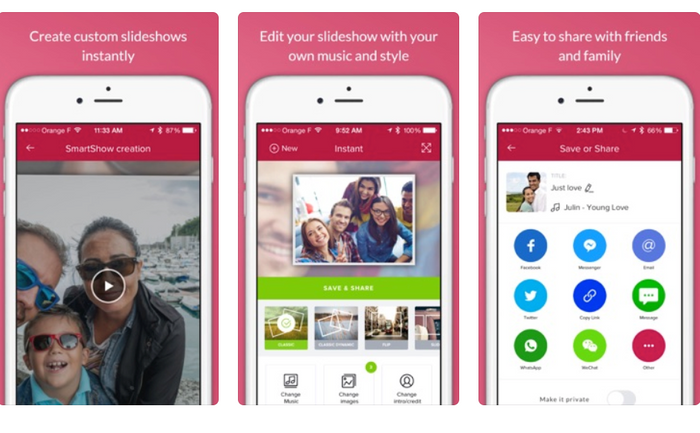 Create custom slideshows
instantly
Orange F 11:33 AM 87%
SmartShow creation
Edit your slideshow with your
own music and style
Orange F 9:52 AM 100%
New Instant
SAVE & SHARE
CLASSIC CLASSIC DYNAMIC FLIP
1
Change
Music
Change
images
Change
intro/credit
Easy to share with friends
and family
Orange F 2:43 PM 66%
Save or Share
TITLE
Just love
Julin - Young Love
Facebook Messenger Email
Twitter Copy Link Message
WhatsApp WeChat Other
Make it private